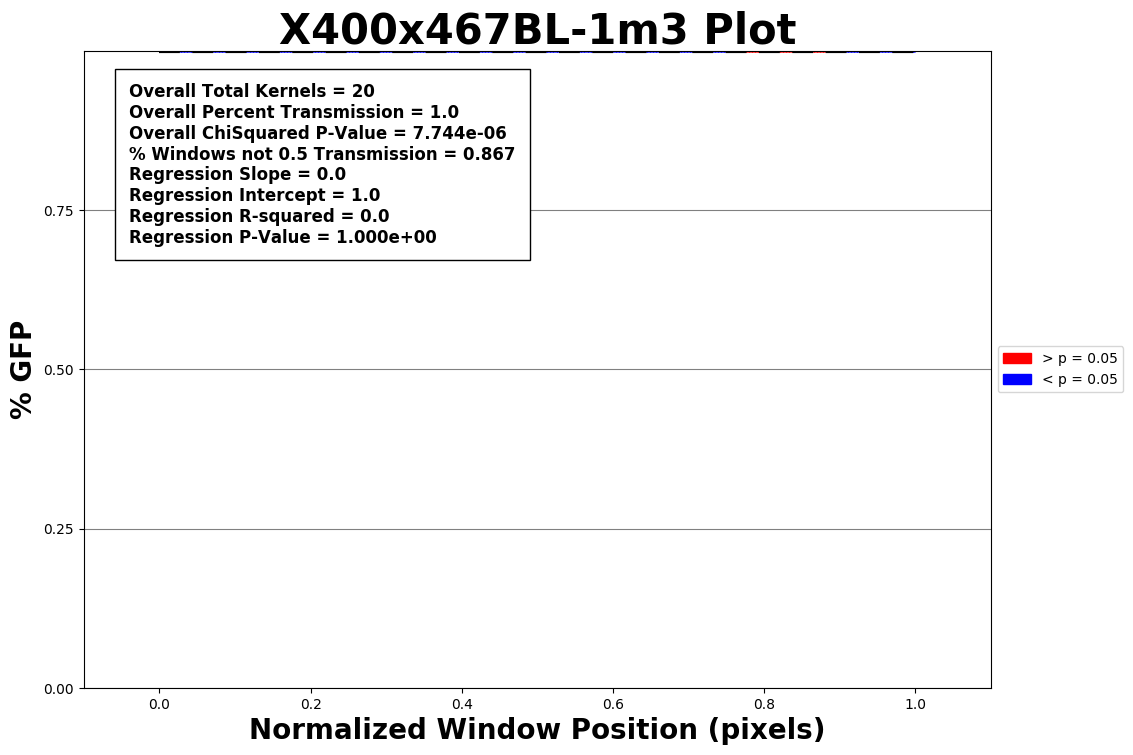 X400x467BL-1m3 Plot
Overall Total Kernels = 20
Overall Percent Transmission = 1.0
Overall ChiSquared P-Value = 7.744e-06
% Windows not 0.5 Transmission = 0.867
Regression Slope = 0.0
Regression Intercept = 1.0
Regression R-squared = 0.0
Regression P-Value = 1.000e+00
% GFP
0.75
0.50
0.25
0.00
> p = 0.05
< p = 0.05
0.0 0.2 0.4 0.6 0.8 1.0
Normalized Window Position (pixels)